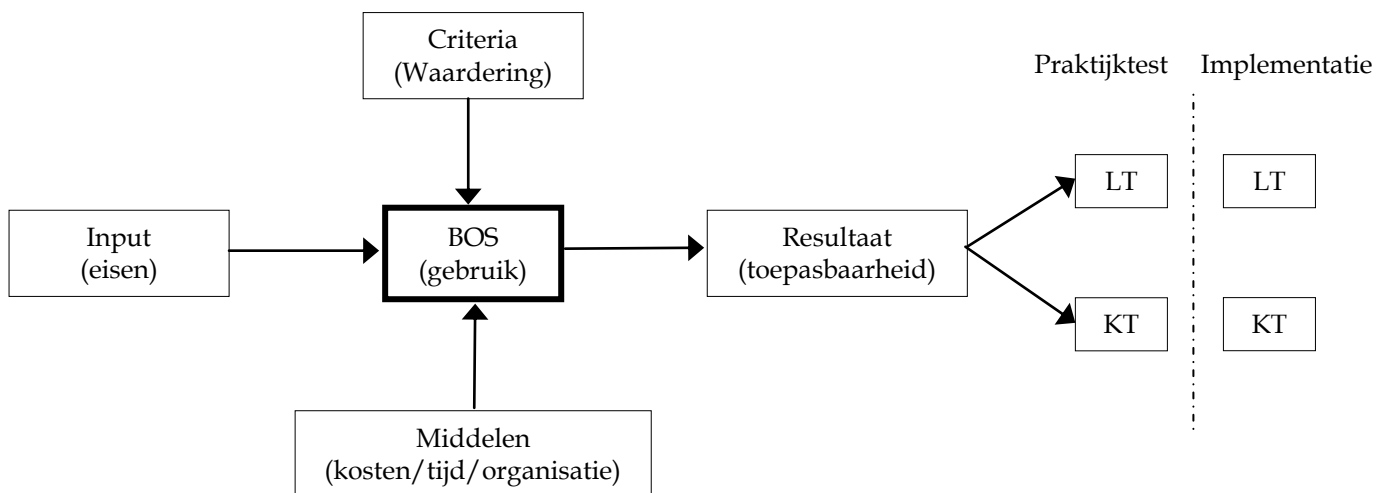 Criteria
(Waardering)
Praktijktest
Implementatie
LT
LT
Input
(eisen)
BOS
(gebruik)
Resultaat
(toepasbaarheid)
KT
KT
Middelen
(kosten/tijd/organisatie)